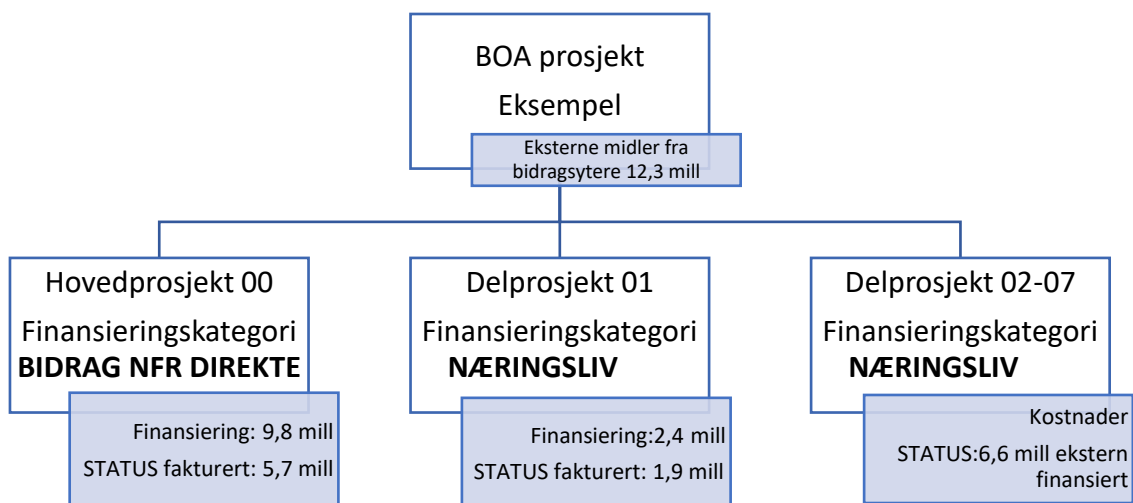 BOA prosjekt
Eksempel
Eksterne midler fra
bidragsytere 12,3 mill
Hovedprosjekt 00
Finansieringskategori
BIDRAG NFR DIREKTE
Finansiering: 9,8 mill
STATUS fakturert: 5,7 mill
Delprosjekt 01
Finansieringskategori
NÆRINGSLIV
Finansiering:2,4 mill
STATUS fakturert: 1,9 mill
Delprosjekt 02-07
Finansieringskategori
NÆRINGSLIV
Kostnader
STATUS:6,6 mill ekstern
finansiert